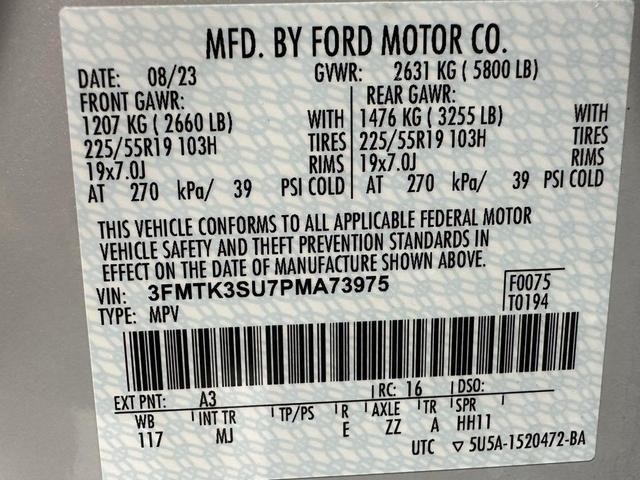 MFD. BY FORD MOTOR CO.
DATE: 08/23 GVWR: 2631 KG ( 5800 LB)
FRONT GAWR: REAR GAWR:
1207 KG ( 2660 LB) WITH 1476 KG ( 3255 LB) WITH
225/55R19 103H TIRES 225/55R19 103H TIRES
19x7.0J RIMS 19x7.0J RIMS
AT 270 kPa/ 39 PSI COLD AT 270 kPa/ 39 PSI COLD
THIS VEHICLE CONFORMS TO ALL APPLICABLE FEDERAL MOTOR
VEHICLE SAFETY AND THEFT PREVENTION STANDARDS IN
EFFECT ON THE DATE OF MANUFACTURE SHOWN ABOVE.
VIN: 3FMTK3SU7PMA73975 F0075
TYPE: MPV T0194
EXT PNT: A3 RC: 16 DSO:
WB INT TR TP/PS R AXLE TR SPR
117 MJ E ZZ A HH11
UTC ▽ 5U5A-1520472-BA